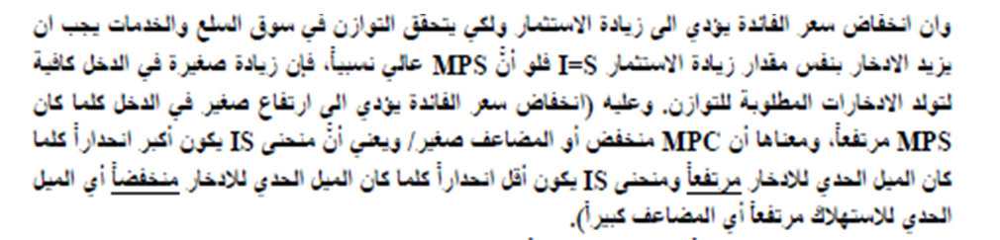 وان انخفاض سعر الفائدة يؤدي الى زيادة الاستثمار ولكي يتحقق التوازن في سوق السلع والخدمات يجب ان
يزيد الادخار بنفس مقدار زيادة الاستثمار I=S فلو أنَّ MPS عالي نسبياً، فإن زيادة صغيرة في الدخل كافية
لتولد الادخارات المطلوبة للتوازن. وعليه (انخفاض سعر الفائدة يؤدي الى ارتفاع صغير في الدخل كلما كان
MPS مرتفعاً، ومعناها أن MPC منخفض أو المضاعف صغير/ ويعني أنَّ منحنى IS يكون أكبر انحداراً كلما
كان الميل الحدي للادخار مرتفعاً ومنحنى IS يكون أقل انحداراً كلما كان الميل الحدي للادخار منخفضاً أي الميل
الحدي للاستهلاك مرتفعاً أي المضاعف كبيراً).